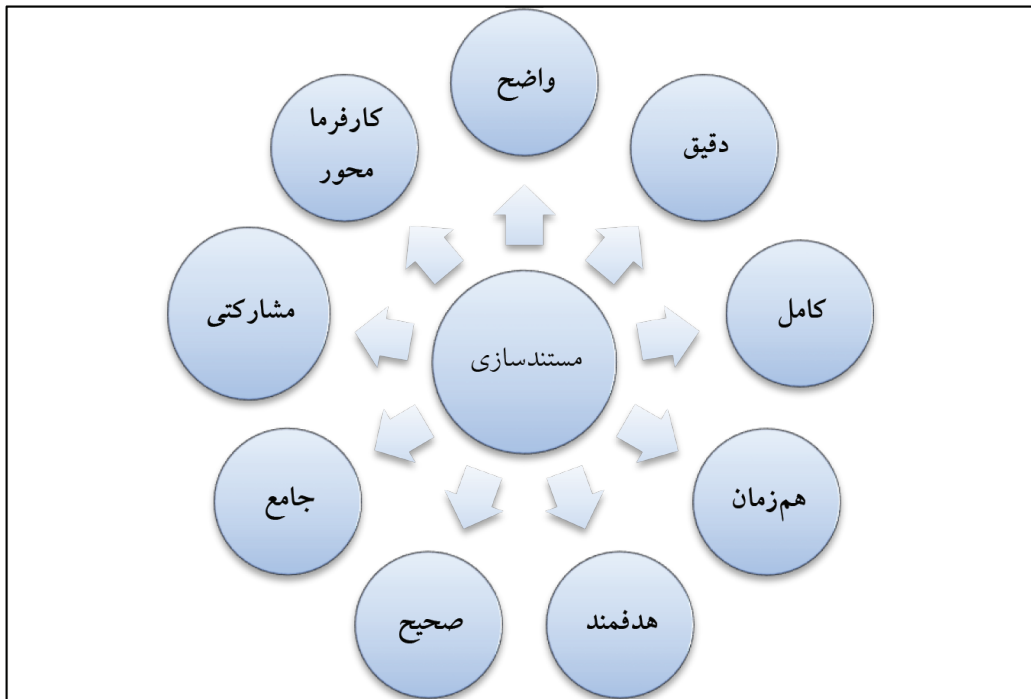 واضح
دقیق
کامل
هم‌زمان
هدفمند
صحیح
جامع
مشارکتی
کارفرما
محور
مستندسازی